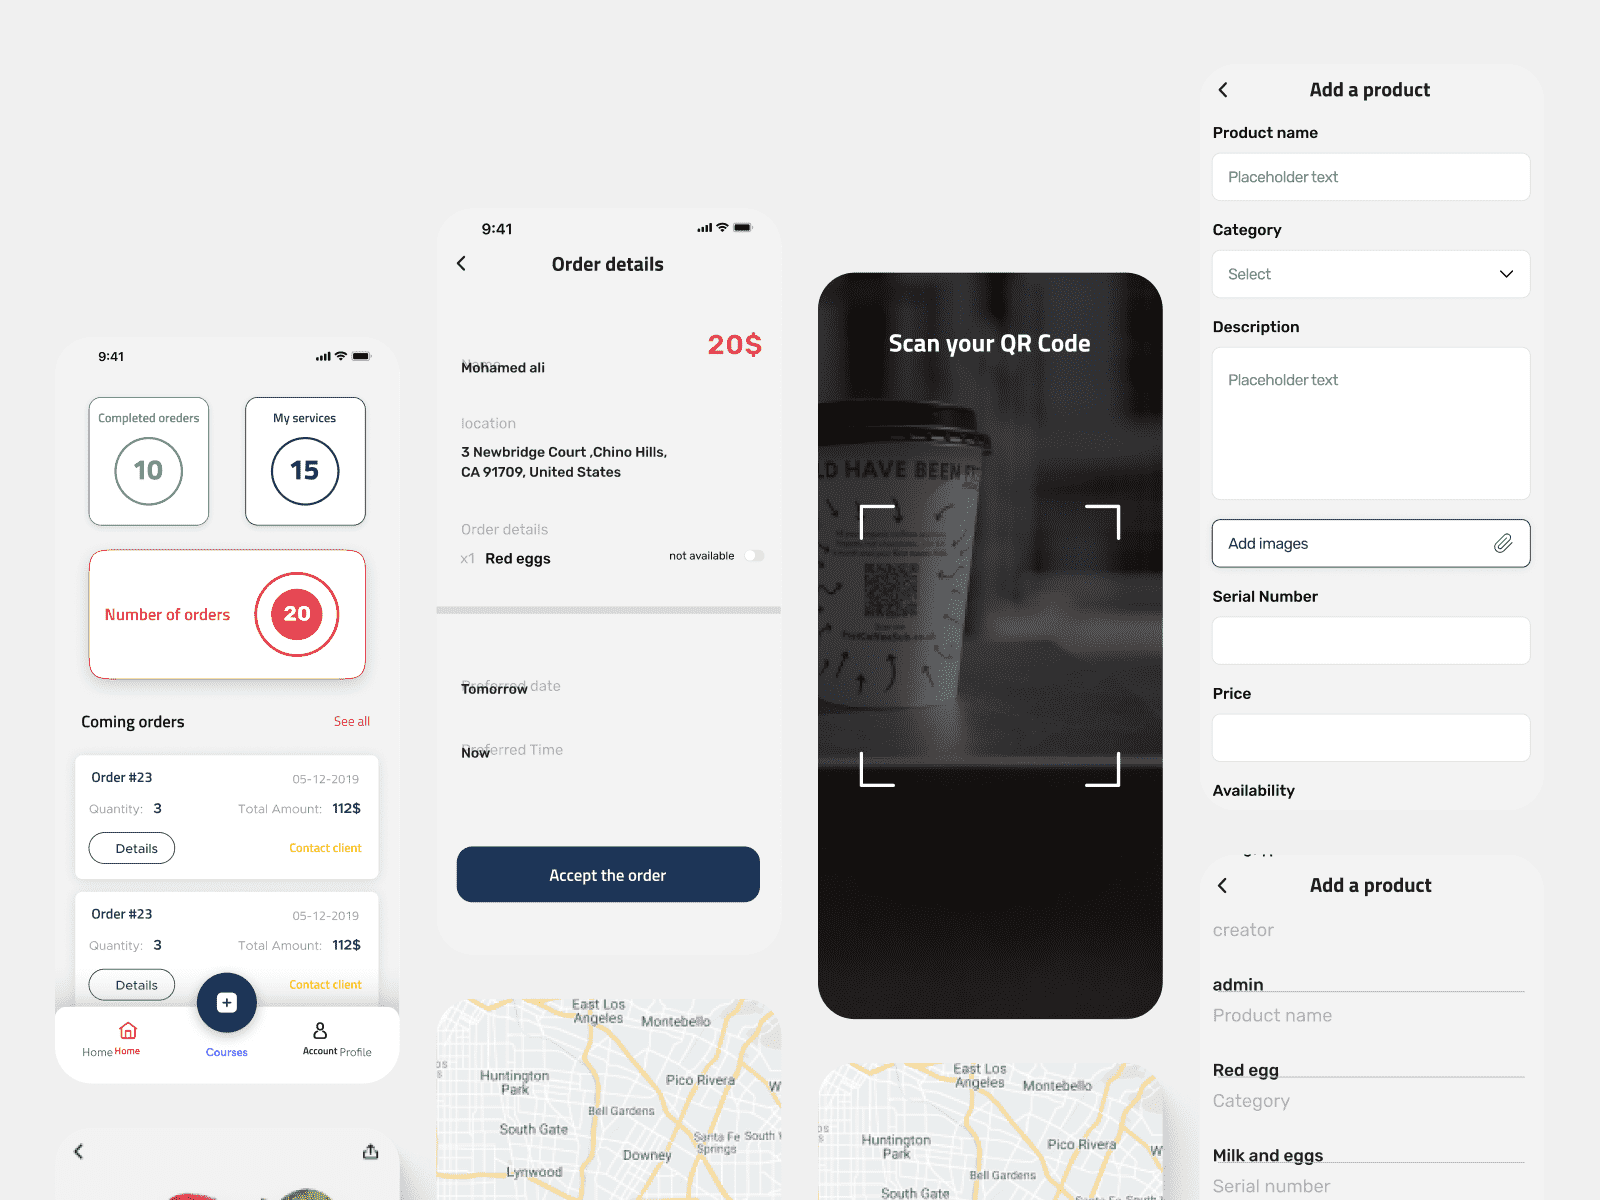 9:41
Completed oreders
10
My services
15
Number of orders
20
Coming orders
See all
Order #23
05-12-2019
Quantity: 3
Total Amount: 112$
Details
Contact client
Order #23
05-12-2019
Quantity: 3
Total Amount: 112$
Details
Contact client
Home Home
Courses
Account Profile
9:41
Order details
20$
Name
Mohamed ali
location
3 Newbridge Court ,Chino Hills,
CA 91709, United States
Order details
x1 Red eggs
not available
Preferred date
Tomorrow
Preferred Time
Now
Accept the order
East Los
Angeles
Montebello
Huntington
Park
Pico Rivera
W
Bell Gardens
South Gate
Santa Fe
Springs
South
Downey
Lynwood
Scan your QR Code
LD HAVE BEEN
East Los
Angeles
Montebello
Huntington
Park
Pico Rivera
W
Bell Gardens
South Gate
Santa Fe South
Add a product
Product name
Placeholder text
Category
Select
Description
Placeholder text
Add images
Serial Number
Price
Availability
Add a product
creator
admin
Product name
Red egg
Category
Milk and eggs
Serial number